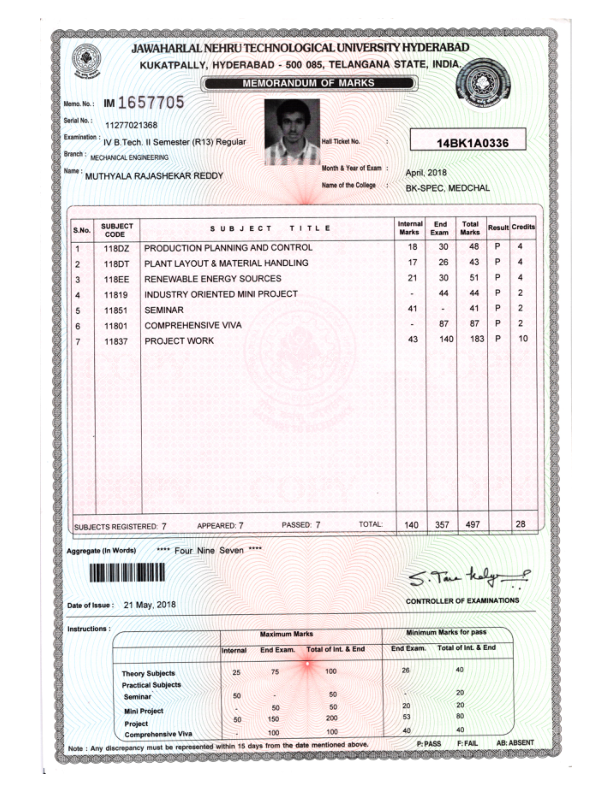 JAWAHARLAL NEHRU TECHNOLOGICAL UNIVERSITY HYDERABAD
KUKATPALLY, HYDERABAD - 500 085, TELANGANA STATE, INDIA.
MEMORANDUM OF MARKS
Memo. No. : IM 1657705
Serial No. : 11277021368
Examination : IV B.Tech. II Semester (R13) Regular
Hall Ticket No. : 14BK1A0336
Branch : MECHANICAL ENGINEERING
Month & Year of Exam : April, 2018
Name : MUTHYALA RAJASHEKAR REDDY
Name of the College : BK-SPEC, MEDCHAL
S.No. SUBJECT CODE SUBJECT TITLE Internal Marks End Exam Total Marks Result Credits
1 118DZ PRODUCTION PLANNING AND CONTROL 18 30 48 P 4
2 118DT PLANT LAYOUT & MATERIAL HANDLING 17 26 43 P 4
3 118EE RENEWABLE ENERGY SOURCES 21 30 51 P 4
4 11819 INDUSTRY ORIENTED MINI PROJECT - 44 44 P 2
5 11851 SEMINAR 41 - 41 P 2
6 11801 COMPREHENSIVE VIVA - 87 87 P 2
7 11837 PROJECT WORK 43 140 183 P 10
SUBJECTS REGISTERED: 7 APPEARED: 7 PASSED: 7 TOTAL: 140 357 497 28
Aggregate (In Words) **** Four Nine Seven ****
CONTROLLER OF EXAMINATIONS
Date of Issue : 21 May, 2018
Instructions :
Maximum Marks Minimum Marks for pass
Internal End Exam. Total of Int. & End End Exam. Total of Int. & End
Theory Subjects 25 75 100 26 40
Practical Subjects
Seminar 50 - 50 - 20
Mini Project - 50 50 20 20
Project 50 150 200 53 80
Comprehensive Viva - 100 100 40 40
Note : Any discrepancy must be represented within 15 days from the date mentioned above. P: PASS F: FAIL AB: ABSENT